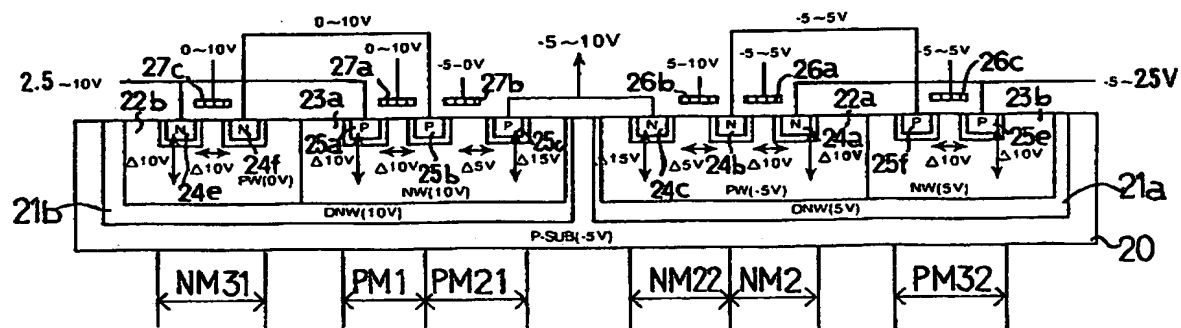 0~10V
-5~5V
-5~10V
0~10V
0~10V
-5~0V
5~10V
-5~5V
-5~5V
2.5~10V
27c
27a
27b
26b
26a
26c
-5~25V
22b
23a
22a
23b
N
N
P
P
P
N
N
N
P
P
25a
25c
24a
25e
Δ10V
Δ10V
24f
Δ10V
Δ10V
25b
Δ5V
Δ15V
Δ15V
Δ5V
24b
Δ10V
Δ10V
25f
Δ10V
Δ10V
24e
PW(0V)
NW(10V)
24c
PW(-5V)
NW(5V)
21b
DNW(10V)
DNW(5V)
21a
P-SUB(-5V)
20
NM31
PM1
PM21
NM22
NM2
PM32